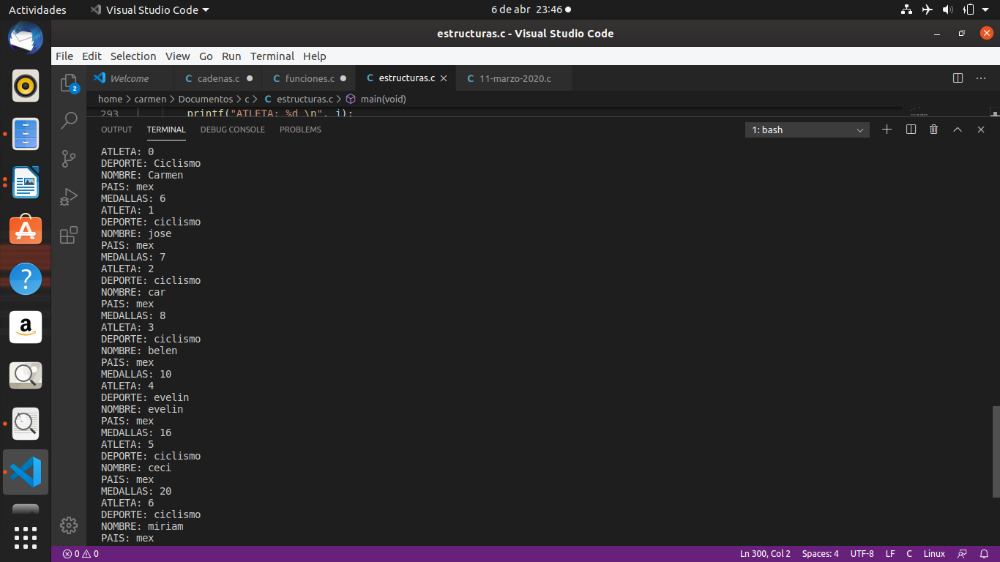 Actividades Visual Studio Code 6 de abr 23:46
estructuras.c - Visual Studio Code
File Edit Selection View Go Run Terminal Help
Welcome cadenas.c funciones.c estructuras.c 11-marzo-2020.c
home > carmen > Documentos > c > estructuras.c > main(void)
293 printf("ATLETA: %d \n", i);
OUTPUT TERMINAL DEBUG CONSOLE PROBLEMS 1: bash
2
ATLETA: 0
DEPORTE: Ciclismo
NOMBRE: Carmen
PAIS: mex
MEDALLAS: 6
ATLETA: 1
DEPORTE: ciclismo
NOMBRE: jose
PAIS: mex
MEDALLAS: 7
ATLETA: 2
DEPORTE: ciclismo
NOMBRE: car
PAIS: mex
MEDALLAS: 8
ATLETA: 3
DEPORTE: ciclismo
NOMBRE: belen
PAIS: mex
MEDALLAS: 10
ATLETA: 4
DEPORTE: evelin
NOMBRE: evelin
PAIS: mex
MEDALLAS: 16
ATLETA: 5
DEPORTE: ciclismo
NOMBRE: ceci
PAIS: mex
MEDALLAS: 20
ATLETA: 6
DEPORTE: ciclismo
NOMBRE: miriam
PAIS: mex
0 0 Ln 300, Col 2 Spaces: 4 UTF-8 LF C Linux